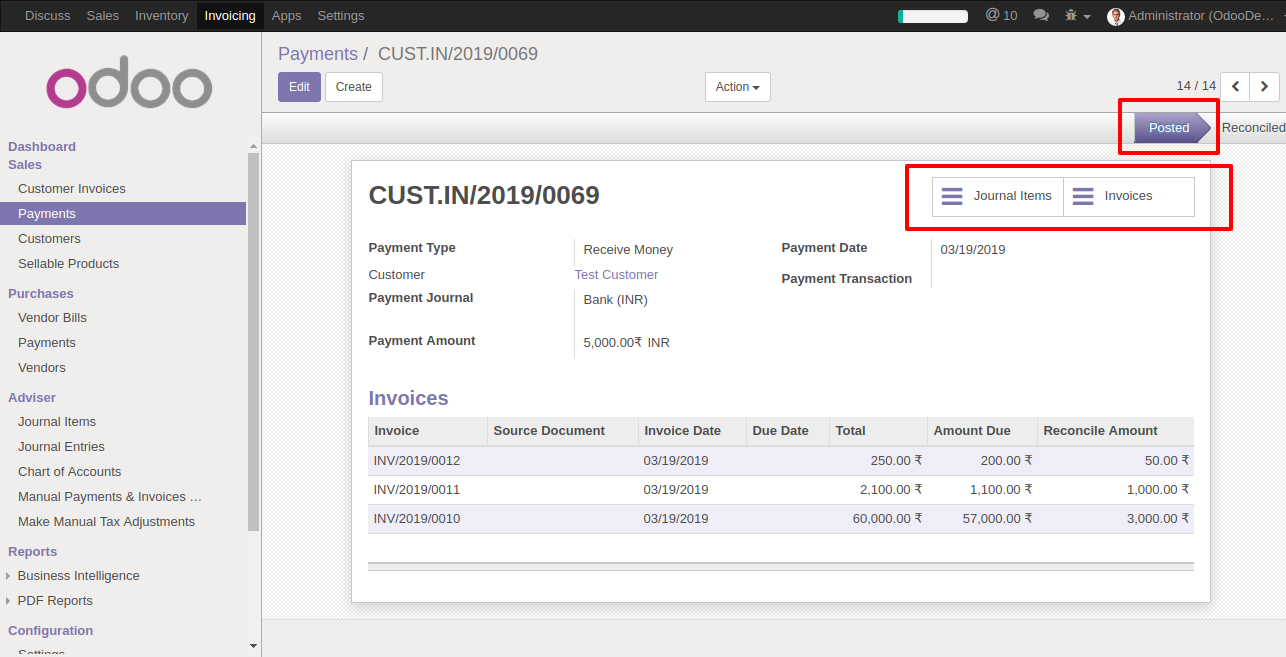 Discuss Sales Inventory Invoicing Apps Settings @ 10 Administrator (OdooDe...
odoo
Payments / CUST.IN/2019/0069
Edit Create Action 14 / 14
Posted Reconciled
Dashboard
Sales
Customer Invoices
Payments
Customers
Sellable Products
Purchases
Vendor Bills
Payments
Vendors
Adviser
Journal Items
Journal Entries
Chart of Accounts
Manual Payments & Invoices ...
Make Manual Tax Adjustments
Reports
Business Intelligence
PDF Reports
Configuration
Settings
CUST.IN/2019/0069
Journal Items Invoices
Payment Type Receive Money Payment Date 03/19/2019
Customer Test Customer Payment Transaction
Payment Journal Bank (INR)
Payment Amount 5,000.00₹ INR
Invoices
Invoice Source Document Invoice Date Due Date Total Amount Due Reconcile Amount
INV/2019/0012 03/19/2019 250.00 ₹ 200.00 ₹ 50.00 ₹
INV/2019/0011 03/19/2019 2,100.00 ₹ 1,100.00 ₹ 1,000.00 ₹
INV/2019/0010 03/19/2019 60,000.00 ₹ 57,000.00 ₹ 3,000.00 ₹